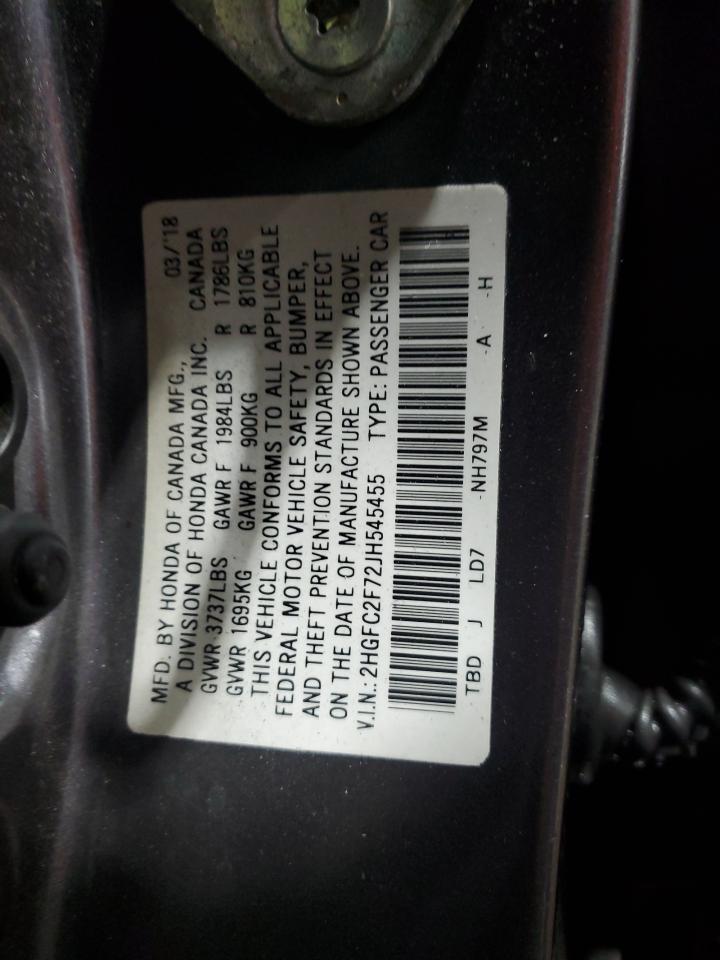 MFD. BY HONDA OF CANADA MFG., 03/'18
A DIVISION OF HONDA CANADA INC. CANADA
GVWR 3737LBS GAWR F 1984LBS R 1786LBS
GVWR 1695KG GAWR F 900KG R 810KG
THIS VEHICLE CONFORMS TO ALL APPLICABLE
FEDERAL MOTOR VEHICLE SAFETY, BUMPER,
AND THEFT PREVENTION STANDARDS IN EFFECT
ON THE DATE OF MANUFACTURE SHOWN ABOVE.
V.I.N.: 2HGFC2F72JH545455 TYPE: PASSENGER CAR
TBD J LD7 -NH797M -A -H